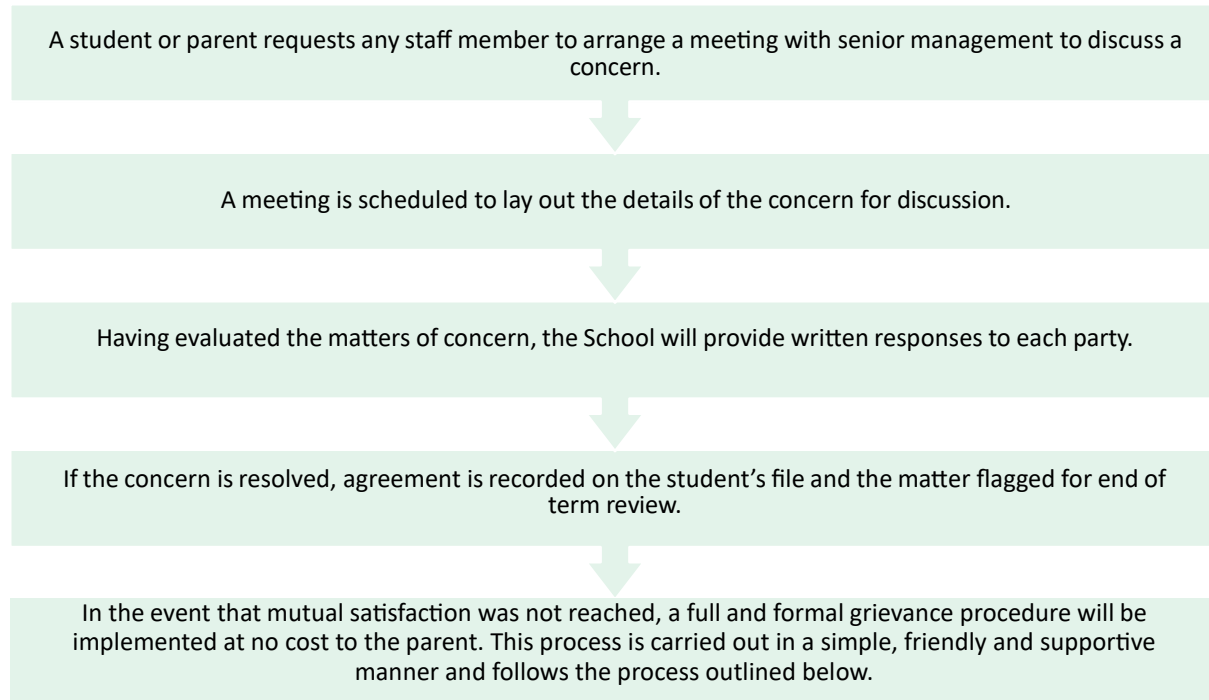 A student or parent requests any staff member to arrange a meeting with senior management to discuss a
concern.
A meeting is scheduled to lay out the details of the concern for discussion.
Having evaluated the matters of concern, the School will provide written responses to each party.
If the concern is resolved, agreement is recorded on the student’s file and the matter flagged for end of
term review.
In the event that mutual satisfaction was not reached, a full and formal grievance procedure will be
implemented at no cost to the parent. This process is carried out in a simple, friendly and supportive
manner and follows the process outlined below.